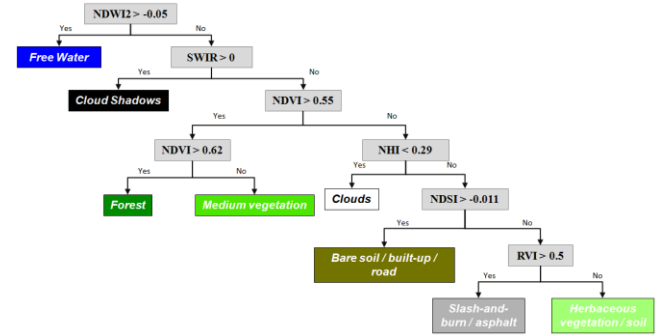 NDWI2 > -0.05
Yes
No
Free Water
SWIR > 0
Yes
No
Cloud Shadows
NDVI > 0.55
Yes
No
NDVI > 0.62
NHI < 0.29
Yes
No
Yes
No
Forest
Medium vegetation
Clouds
NDSI > -0.011
Yes
No
Bare soil / built-up /
road
RVI > 0.5
Yes
No
Slash-and-
burn / asphalt
Herbaceous
vegetation / soil